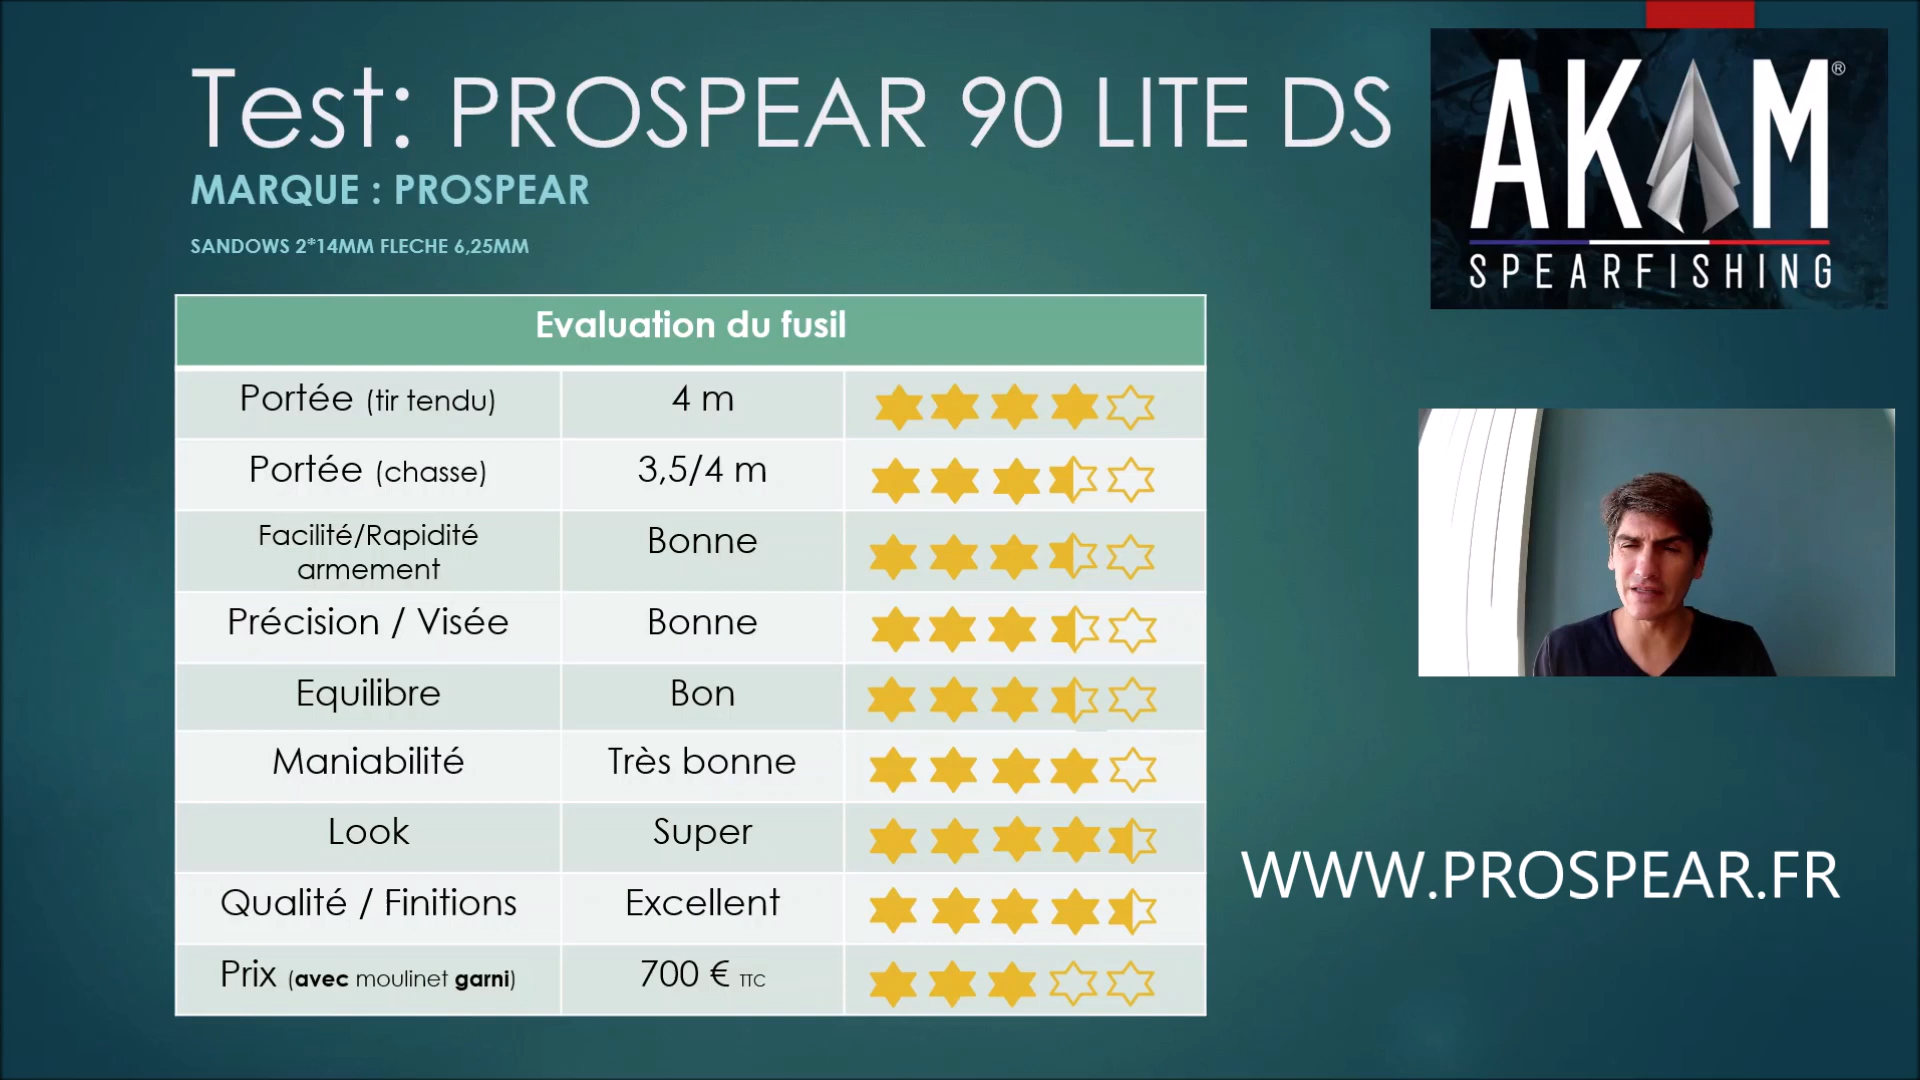 Test: PROSPEAR 90 LITE DS
MARQUE : PROSPEAR
SANDOWS 2*14MM FLECHE 6,25MM
AKAM®
SPEARFISHING
Evaluation du fusil
Portée (tir tendu) 4 m
Portée (chasse) 3,5/4 m
Facilité/Rapidité
armement Bonne
Précision / Visée Bonne
Equilibre Bon
Maniabilité Très bonne
Look Super
Qualité / Finitions Excellent
Prix (avec moulinet garni) 700 € TTC
WWW.PROSPEAR.FR